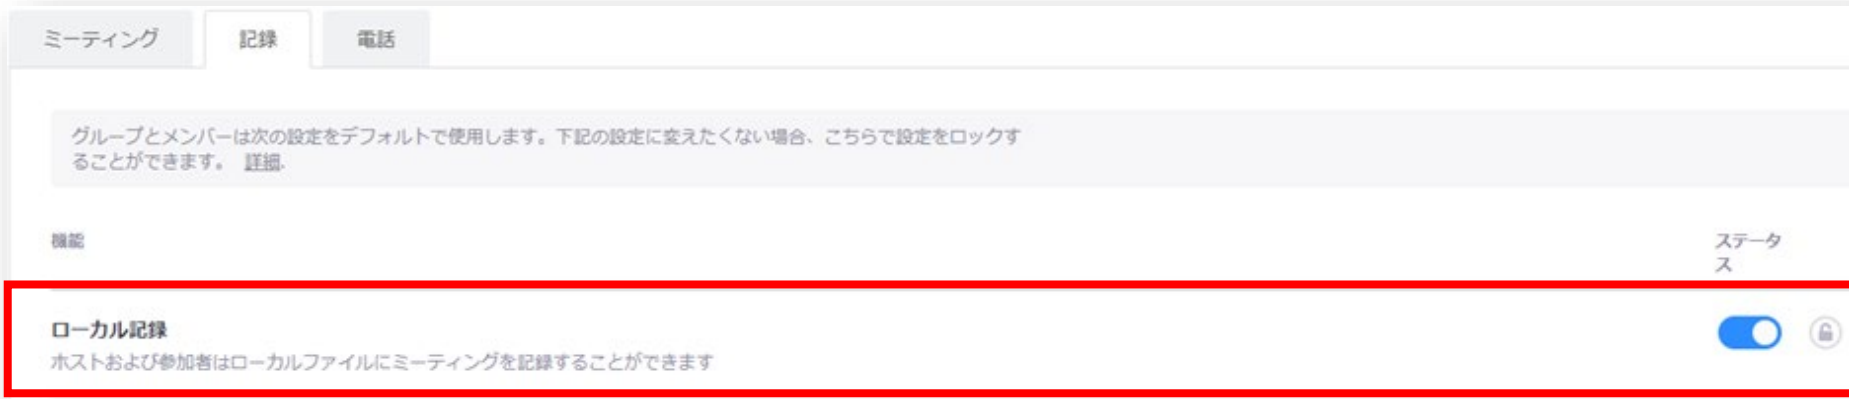 ミーティング 記録 電話
グループとメンバーは次の設定をデフォルトで使用します。下記の設定に変えたくない場合、こちらで設定をロックす
ることができます。 詳細.
機能
ステータ
ス
ローカル記録
ホストおよび参加者はローカルファイルにミーティングを記録することができます